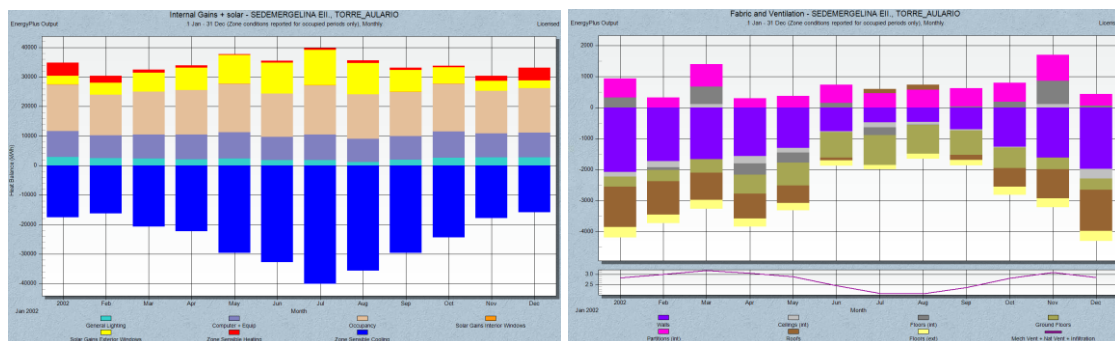 Internal Gains + solar - SEDEMERGELINA EII., TORRE_AULARIO
EnergyPlus Output
1 Jan - 31 Dec (Zone conditions reported for occupied periods only), Monthly
Licensed
Heat Balance (kWh)
40000
30000
20000
10000
0
-10000
-20000
-30000
-40000
2002 Feb Mar Apr May Jun Jul Aug Sep Oct Nov Dec
Jan 2002
Month
General Lighting Computer + Equip Occupancy Solar Gains Interior Windows
Solar Gains Exterior Windows Zone Sensible Heating Zone Sensible Cooling
Fabric and Ventilation - SEDEMERGELINA EII., TORRE_AULARIO
EnergyPlus Output
1 Jan - 31 Dec (Zone conditions reported for occupied periods only), Monthly
2000
1000
0
-1000
-2000
-3000
-4000
3.0
2.5
2002 Feb Mar Apr May Jun Jul Aug Sep Oct Nov Dec
Jan 2002
Month
Walls Ceilings (int) Floors (int) Ground Floors
Partitions (int) Roofs Floors (ext) Mech Vent + Nat Vent + Infiltration